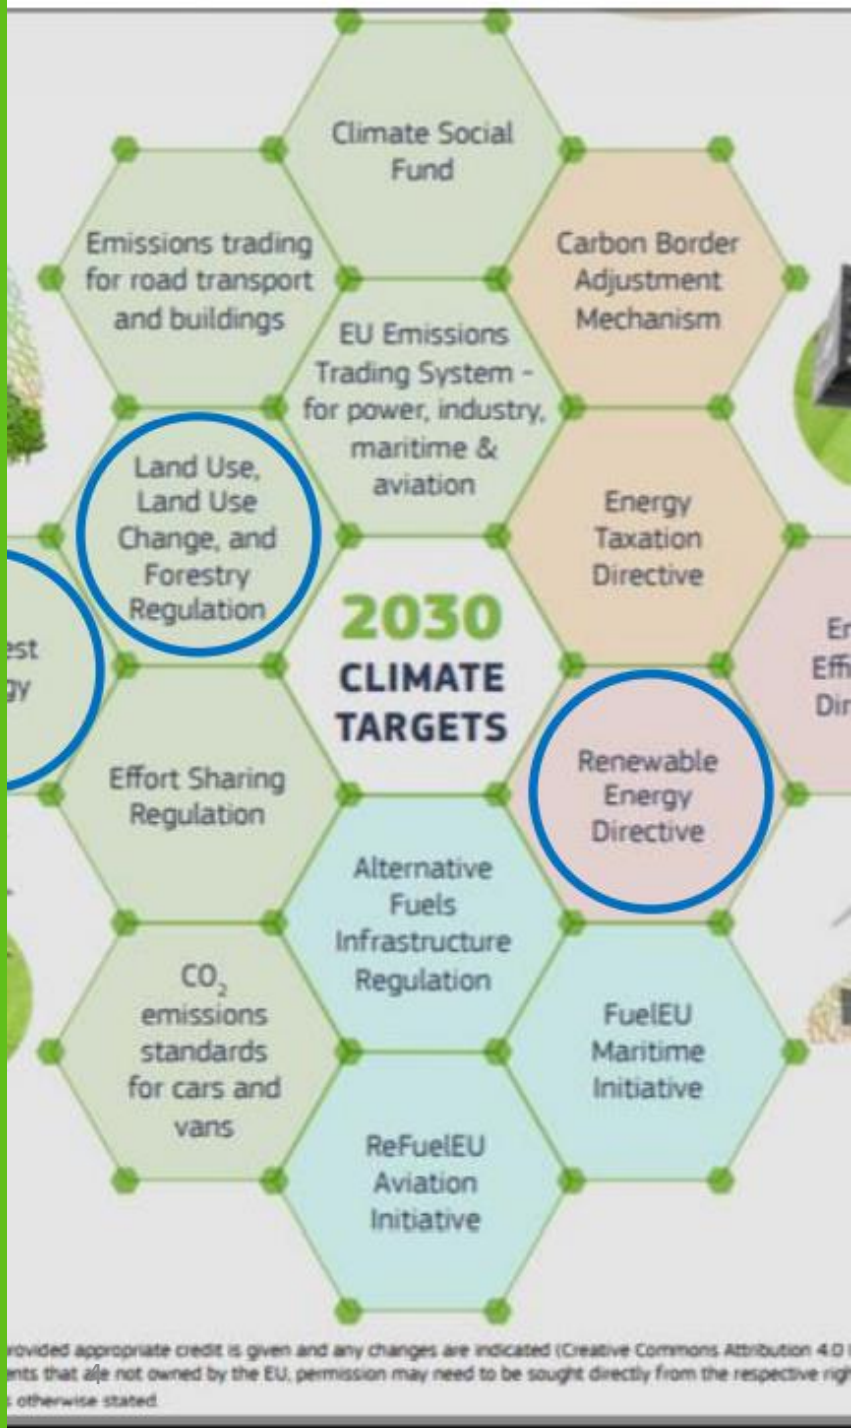 Climate Social
Fund
Emissions trading
for road transport
and buildings
Carbon Border
Adjustment
Mechanism
EU Emissions
Trading System -
for power, industry,
maritime &
aviation
Land Use,
Land Use
Change, and
Forestry
Regulation
Energy
Taxation
Directive
2030
CLIMATE
TARGETS
Effort Sharing
Regulation
Renewable
Energy
Directive
Alternative
Fuels
Infrastructure
Regulation
CO₂
emissions
standards
for cars and
vans
FuelEU
Maritime
Initiative
ReFuelEU
Aviation
Initiative
appropriate credit is given and any changes are indicated (Creative Commons Attribution 4.0
that are not owned by the EU, permission may need to be sought directly from the respective
otherwise stated